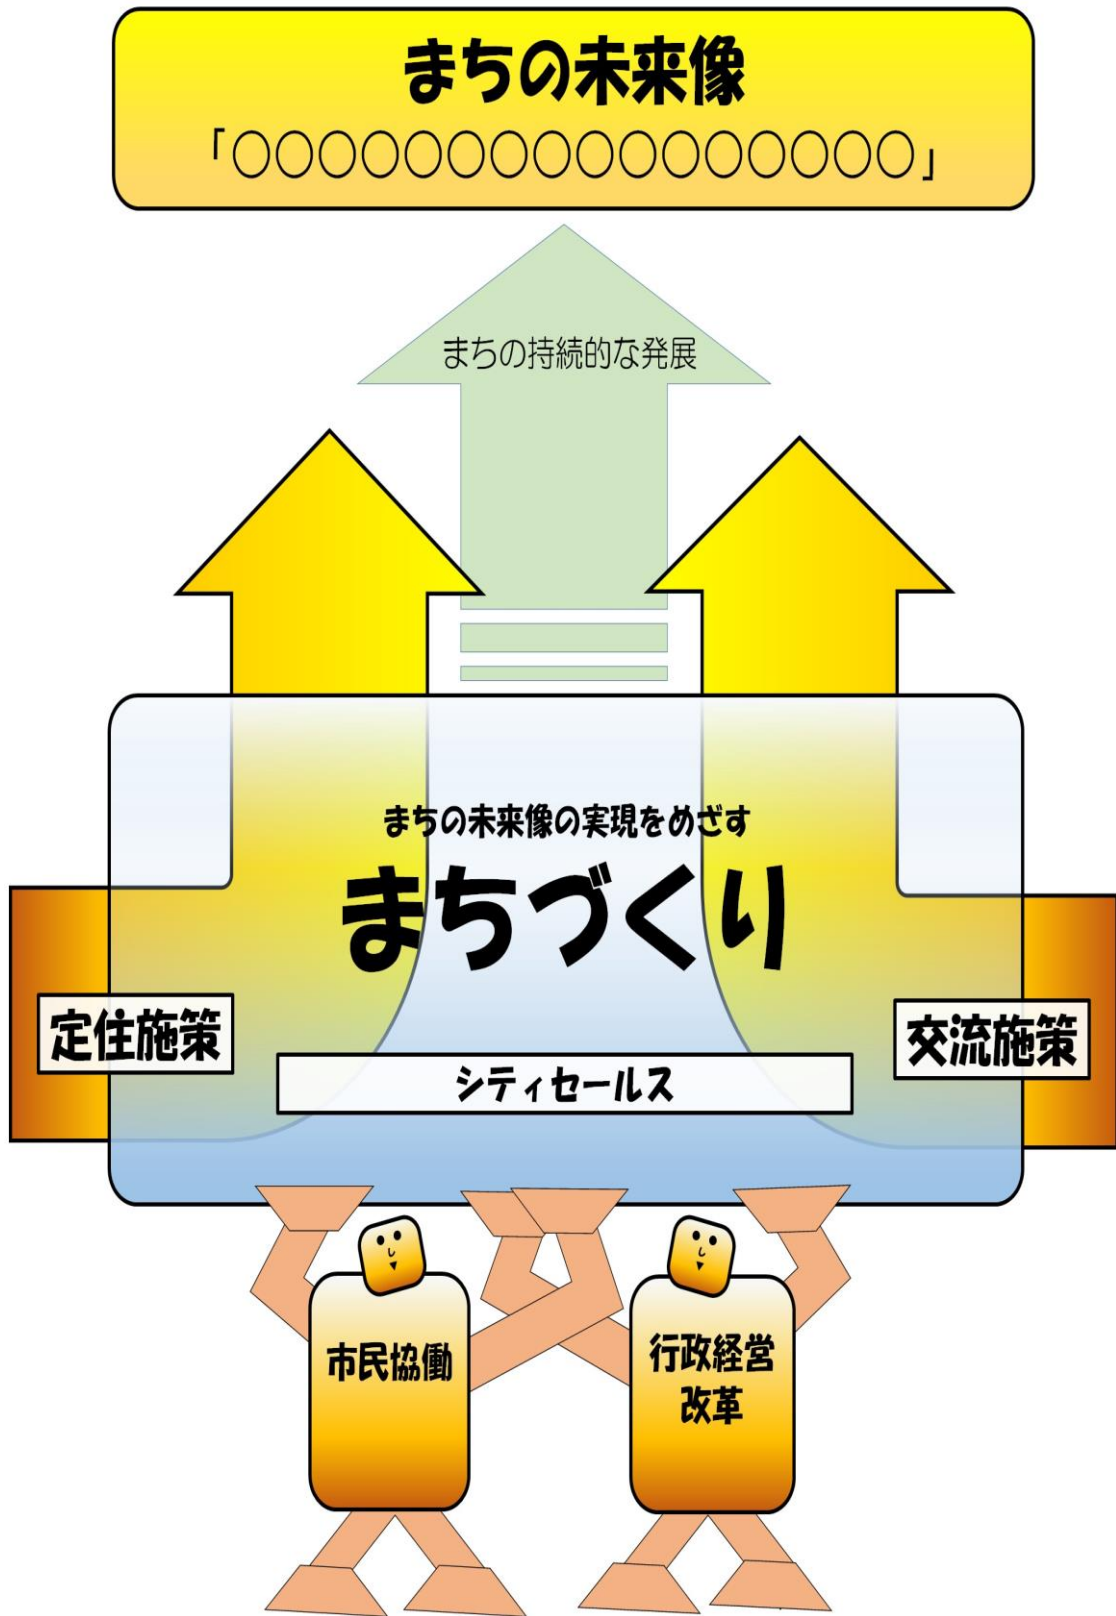 まちの未来像
「○○○○○○○○○○○○○○○○」
まちの持続的な発展
まちの未来像の実現をめざす
まちづくり
定住施策
交流施策
シティセールス
市民協働
行政経営
改革